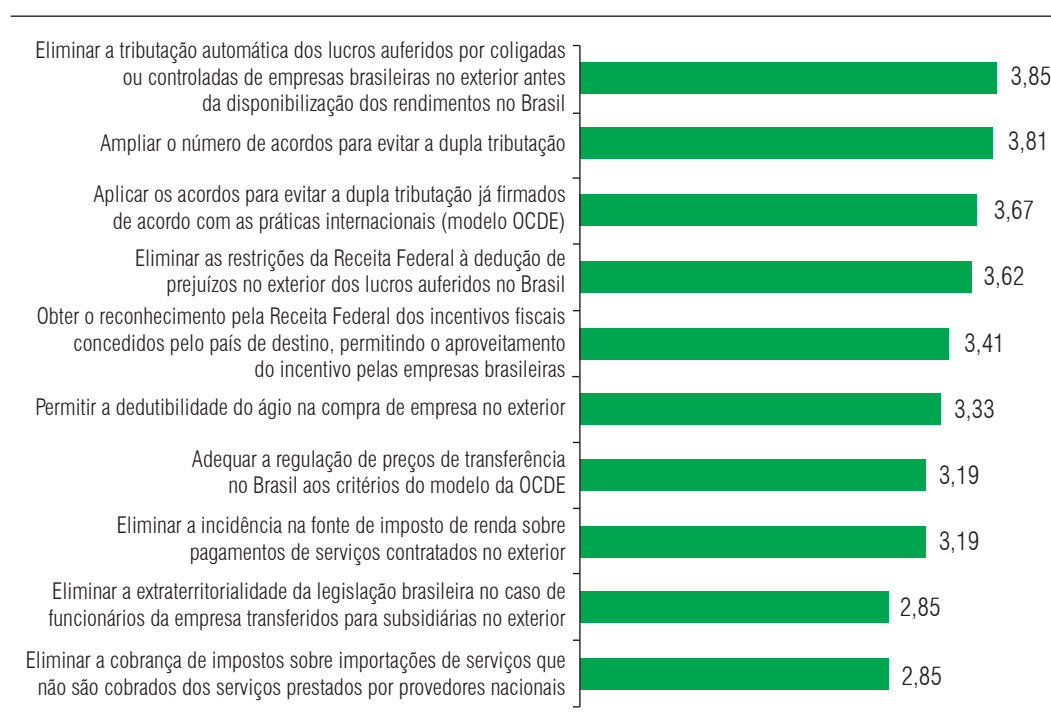 Eliminar a tributação automática dos lucros auferidos por coligadas
ou controladas de empresas brasileiras no exterior antes
da disponibilização dos rendimentos no Brasil
3,85
Ampliar o número de acordos para evitar a dupla tributação
3,81
Aplicar os acordos para evitar a dupla tributação já firmados
de acordo com as práticas internacionais (modelo OCDE)
3,67
Eliminar as restrições da Receita Federal à dedução de
prejuízos no exterior dos lucros auferidos no Brasil
3,62
Obter o reconhecimento pela Receita Federal dos incentivos fiscais
concedidos pelo país de destino, permitindo o aproveitamento
do incentivo pelas empresas brasileiras
3,41
Permitir a dedutibilidade do ágio na compra de empresa no exterior
3,33
Adequar a regulação de preços de transferência
no Brasil aos critérios do modelo da OCDE
3,19
Eliminar a incidência na fonte de imposto de renda sobre
pagamentos de serviços contratados no exterior
3,19
Eliminar a extraterritorialidade da legislação brasileira no caso de
funcionários da empresa transferidos para subsidiárias no exterior
2,85
Eliminar a cobrança de impostos sobre importações de serviços que
não são cobrados dos serviços prestados por provedores nacionais
2,85